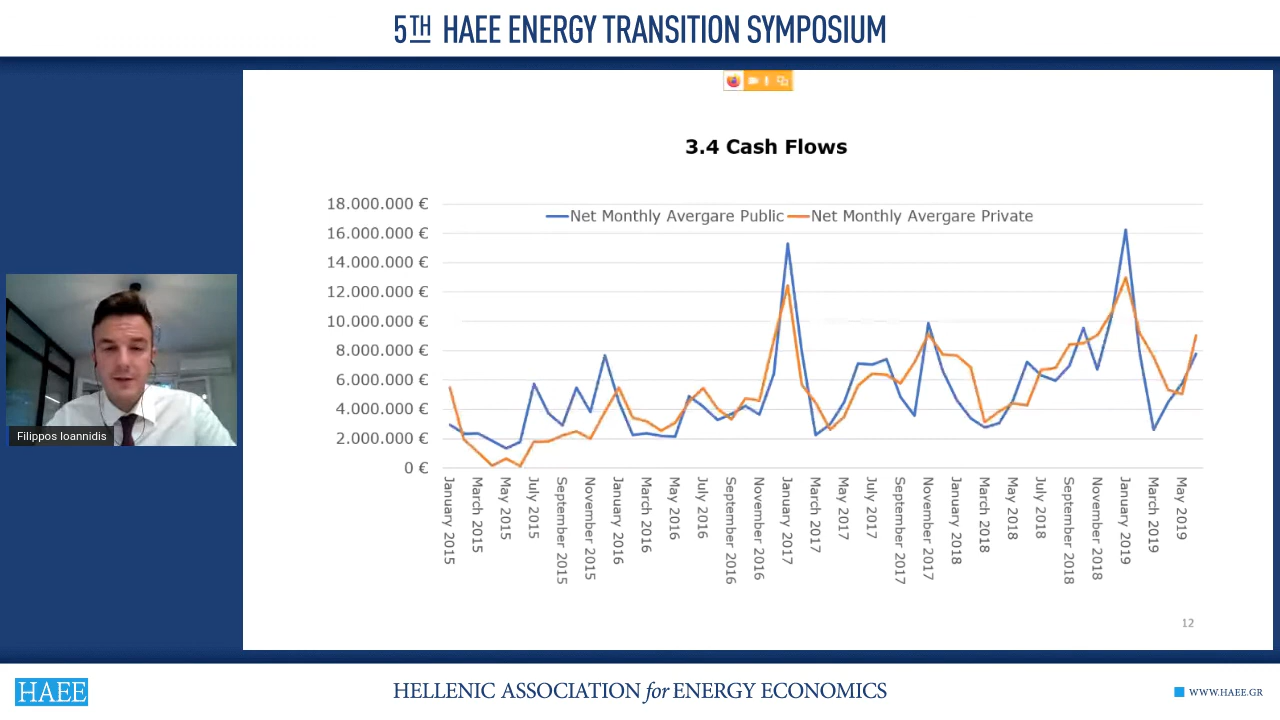 5TH HAEE ENERGY TRANSITION SYMPOSIUM
3.4 Cash Flows
Net Monthly Avergare Public
Net Monthly Avergare Private
18.000.000 €
16.000.000 €
14.000.000 €
12.000.000 €
10.000.000 €
8.000.000 €
6.000.000 €
4.000.000 €
2.000.000 €
0 €
January 2015
March 2015
May 2015
July 2015
September 2015
November 2015
January 2016
March 2016
May 2016
July 2016
September 2016
November 2016
January 2017
March 2017
May 2017
July 2017
September 2017
November 2017
January 2018
March 2018
May 2018
July 2018
September 2018
November 2018
January 2019
March 2019
May 2019
12
Filippos Ioannidis
HAEE
HELLENIC ASSOCIATION for ENERGY ECONOMICS
WWW.HAEE.GR